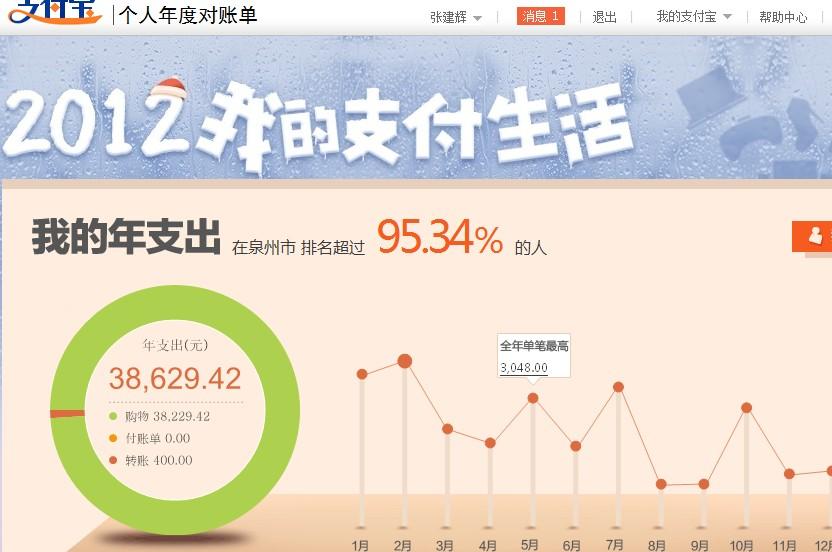 支付宝 个人年度对账单 张建辉 消息 1 退出 我的支付宝 帮助中心
2012我的支付生活
我的年支出 在泉州市 排名超过 95.34% 的人
年支出(元)
38,629.42
购物 38,229.42
付账单 0.00
转账 400.00
全年单笔最高
3,048.00
1月 2月 3月 4月 5月 6月 7月 8月 9月 10月 11月